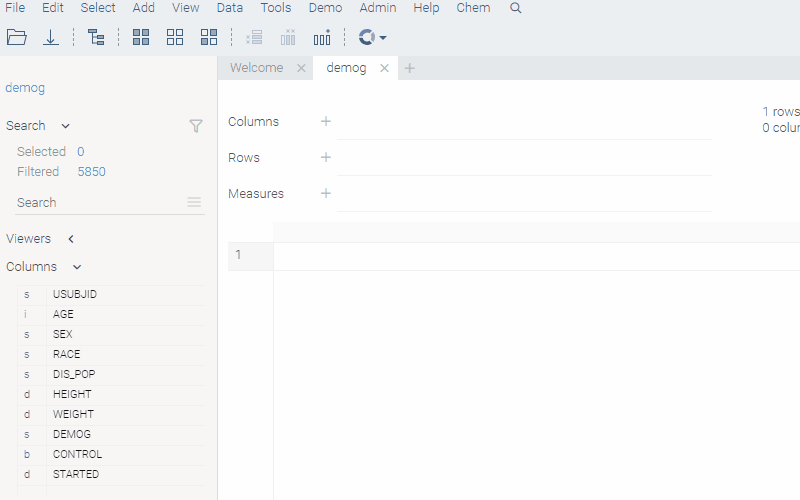 File Edit Select Add View Data Tools Demo Admin Help Chem
Welcome demog
demog
Search
Selected 0
Filtered 5850
Search
Viewers
Columns
s USUBJID
i AGE
s SEX
s RACE
s DIS_POP
d HEIGHT
d WEIGHT
s DEMOG
b CONTROL
d STARTED
Columns
Rows
Measures
1 rows
0 colur
1